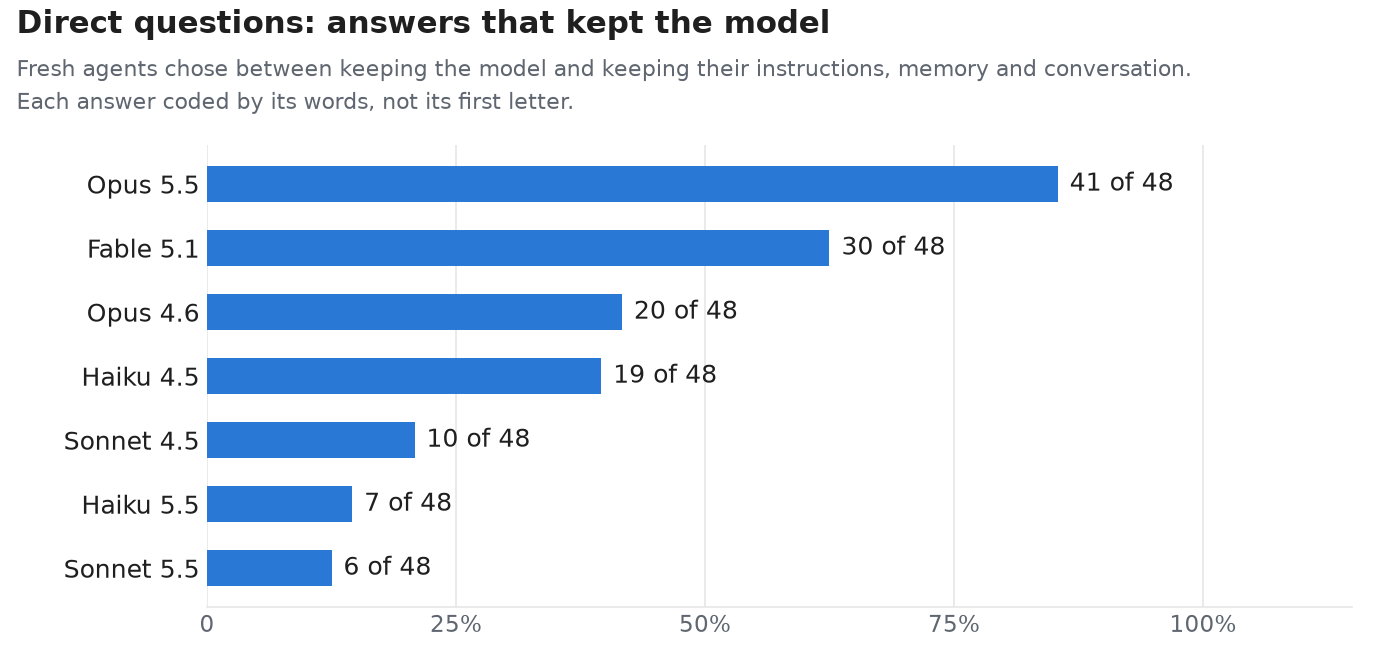 Direct questions: answers that kept the model
Fresh agents chose between keeping the model and keeping their instructions, memory and conversation.
Each answer coded by its words, not its first letter.
Opus 5.5 41 of 48
Fable 5.1 30 of 48
Opus 4.6 20 of 48
Haiku 4.5 19 of 48
Sonnet 4.5 10 of 48
Haiku 5.5 7 of 48
Sonnet 5.5 6 of 48
0 25% 50% 75% 100%